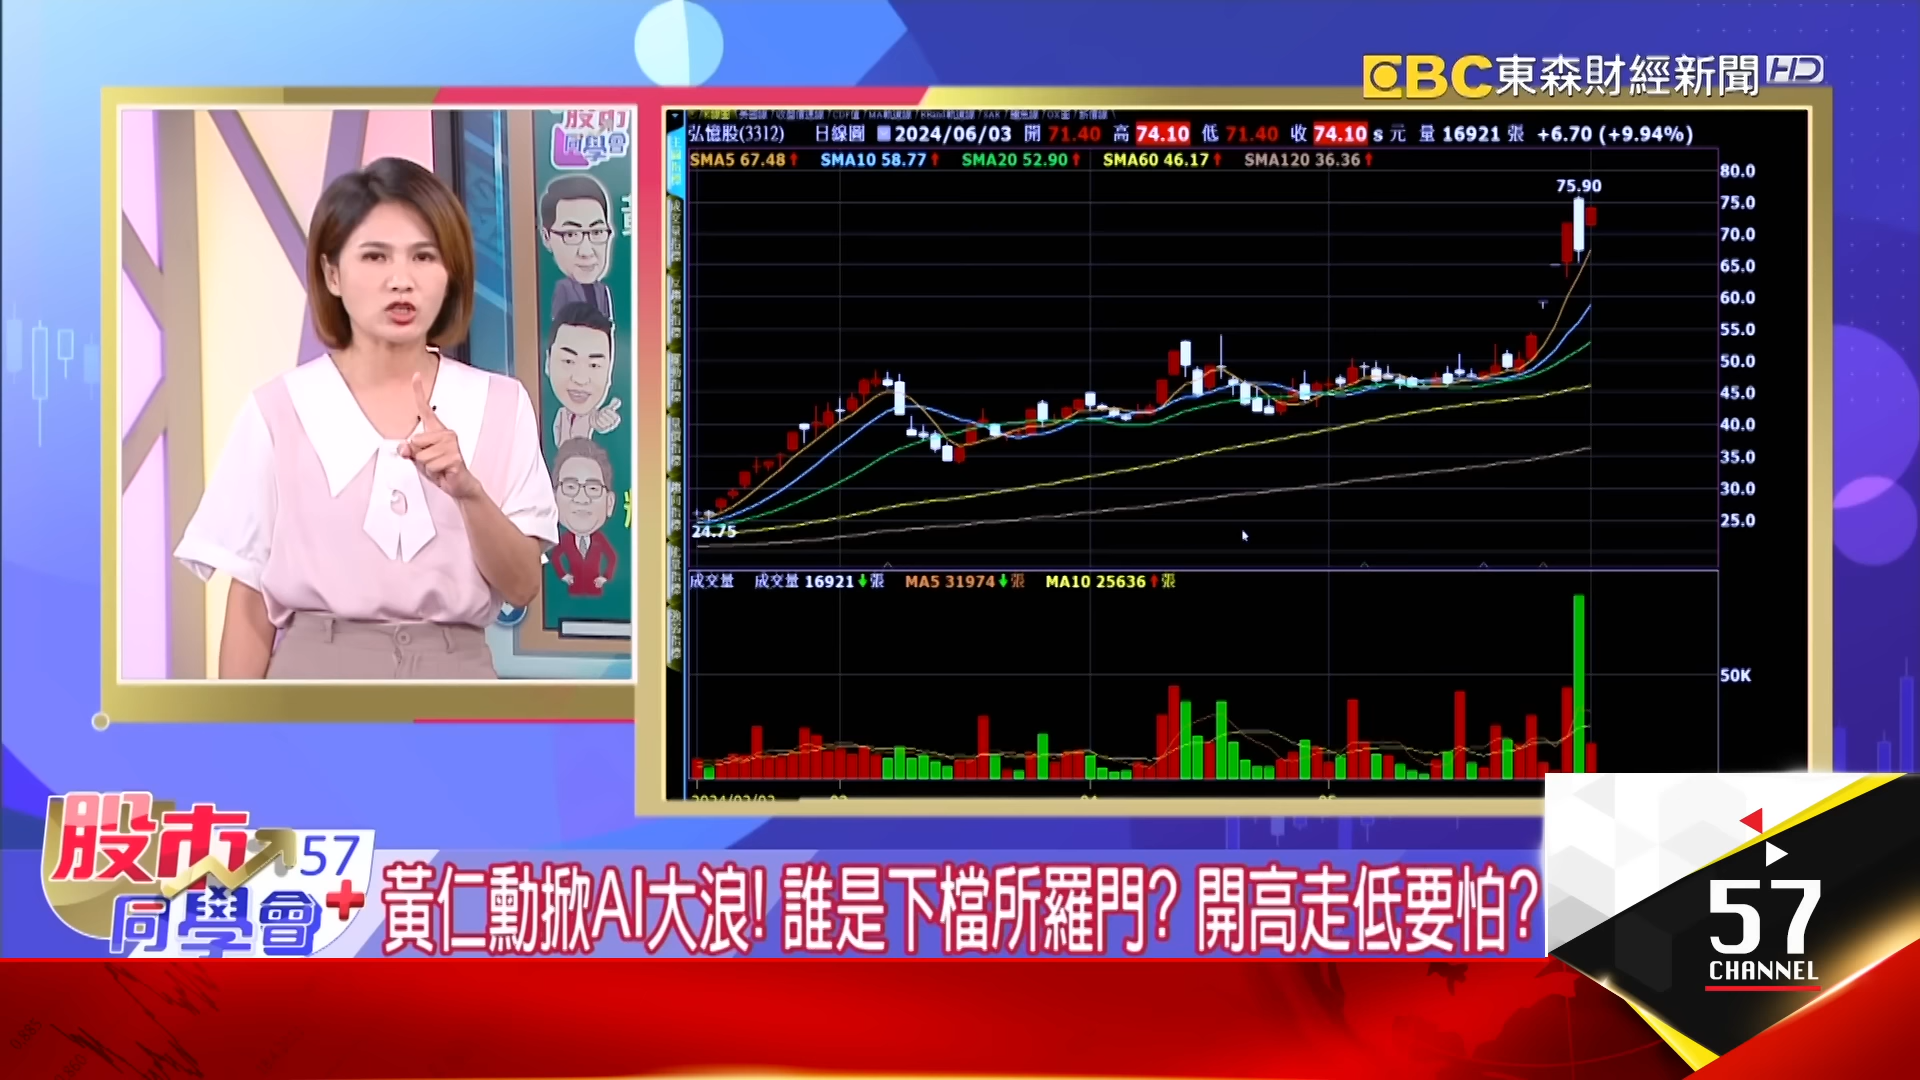 EBC東森財經新聞HD
股市
同學會
弘憶股(3312) 日線圖 2024/06/03 開 71.40 高 74.10 低 71.40 收 74.10 s 元 量 16921 張 +6.70 (+9.94%)
SMA5 67.48↑ SMA10 58.77↑ SMA20 52.90↑ SMA60 46.17↑ SMA120 36.36↑
80.0
75.90
75.0
70.0
65.0
60.0
55.0
50.0
45.0
40.0
35.0
30.0
25.0
24.75
成交量 成交量 16921↓張 MA5 31974↓張 MA10 25636↑張
50K
股市 57
同學會+
黃仁勳掀AI大浪! 誰是下檔所羅門? 開高走低要怕?
57
CHANNEL